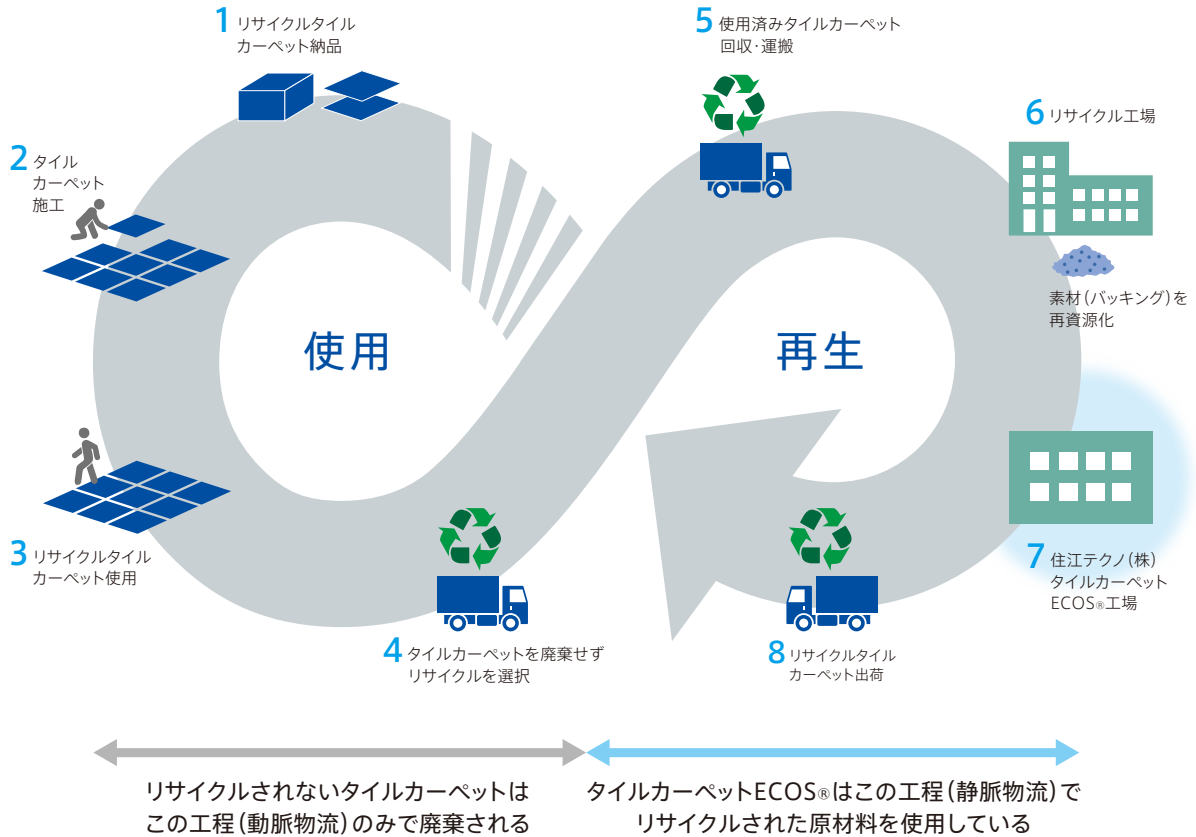 1 リサイクルタイル
カーペット納品
2 タイル
カーペット
施工
3 リサイクルタイル
カーペット使用
4 タイルカーペットを廃棄せず
リサイクルを選択
5 使用済みタイルカーペット
回収・運搬
6 リサイクル工場
素材(バッキング)を
再資源化
7 住江テクノ(株)
タイルカーペット
ECOS®工場
8 リサイクルタイル
カーペット出荷
使用
再生
リサイクルされないタイルカーペットは
この工程(動脈物流)のみで廃棄される
タイルカーペットECOS®はこの工程(静脈物流)で
リサイクルされた原材料を使用している